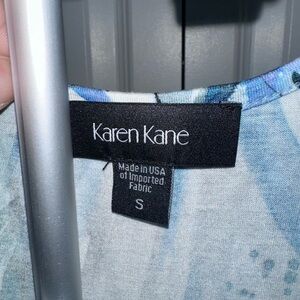 Karen Kane
Made in USA
of Imported
Fabric
S